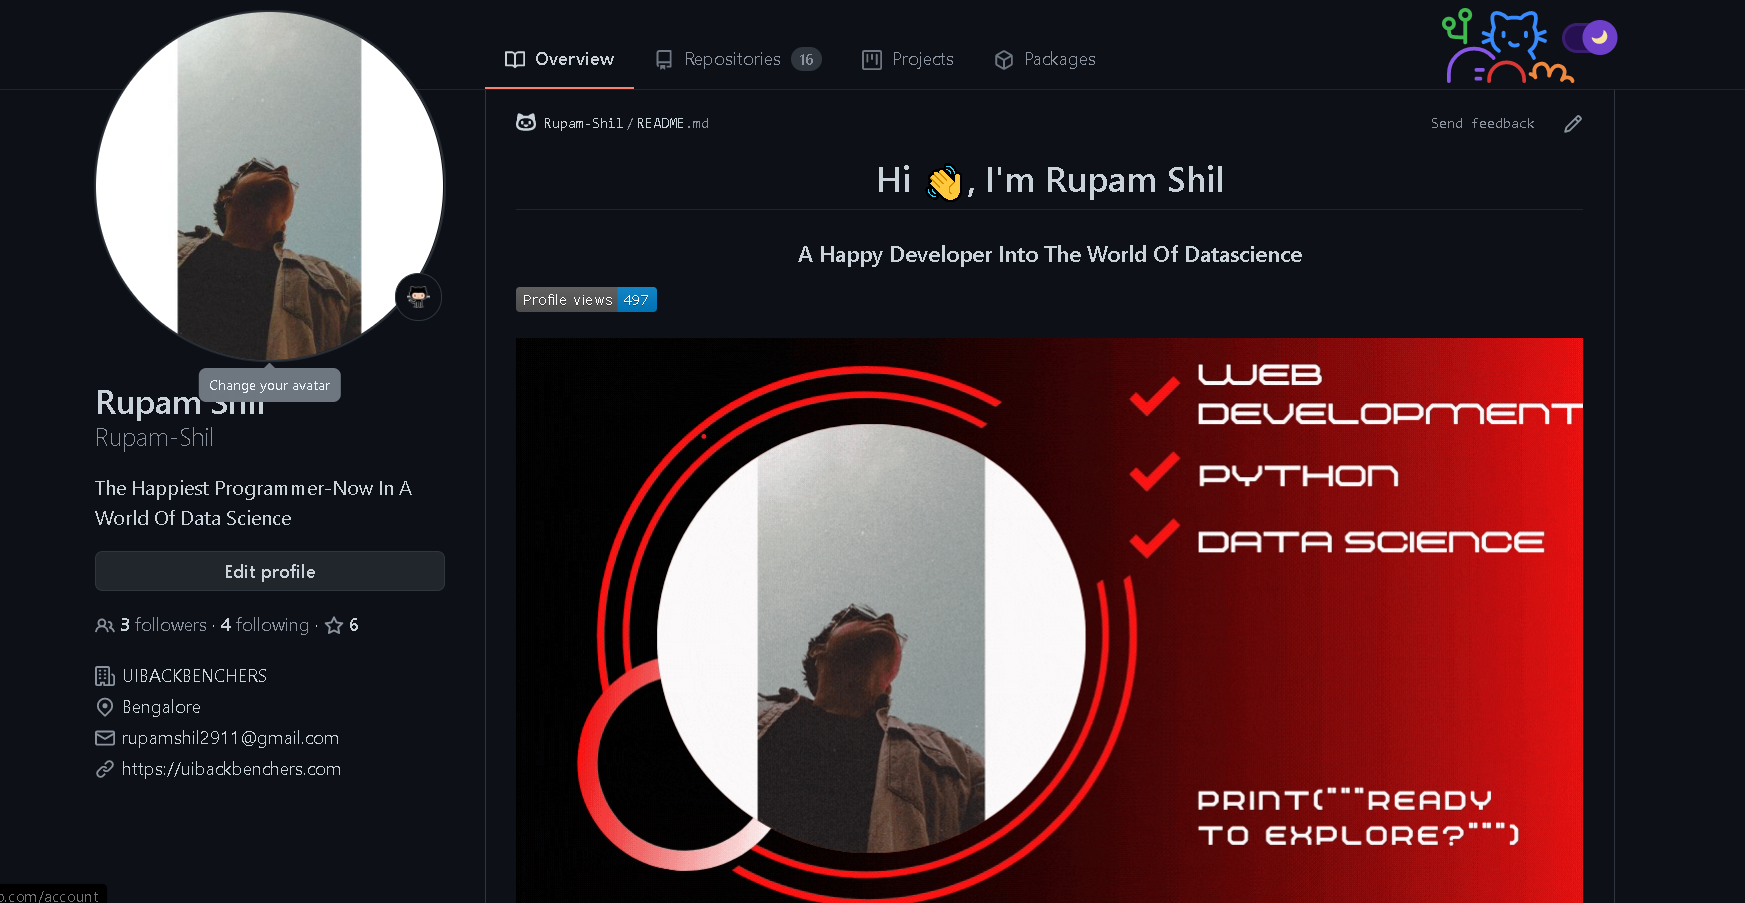 Overview
Repositories 16
Projects
Packages
Rupam-Shil/README.md
Send feedback
Hi 👋, I'm Rupam Shil
A Happy Developer Into The World Of Datascience
Profile views 497
WEB
DEVELOPMENT
PYTHON
DATA SCIENCE
PRINT("""READY
TO EXPLORE?""")
Change your avatar
Rupam Shil
Rupam-Shil
The Happiest Programmer-Now In A
World Of Data Science
Edit profile
3 followers · 4 following · 6
UIBACKBENCHERS
Bengalore
rupamshil2911@gmail.com
https://uibackbenchers.com
b.com/account